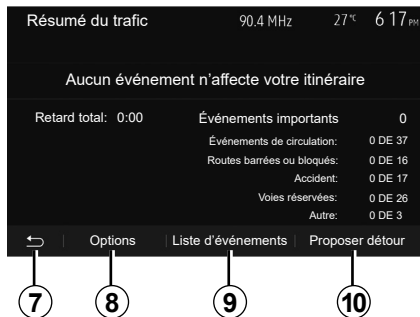 Résumé du trafic 90.4 MHz 27°C 6 17 PM
Aucun événement n'affecte votre itinéraire
Retard total: 0:00 Événements importants 0
Événements de circulation: 0 DE 37
Routes barrées ou bloqués: 0 DE 16
Accident: 0 DE 17
Voies réservées: 0 DE 26
Autre: 0 DE 3
Options Liste d'événements Proposer détour
7 8 9 10